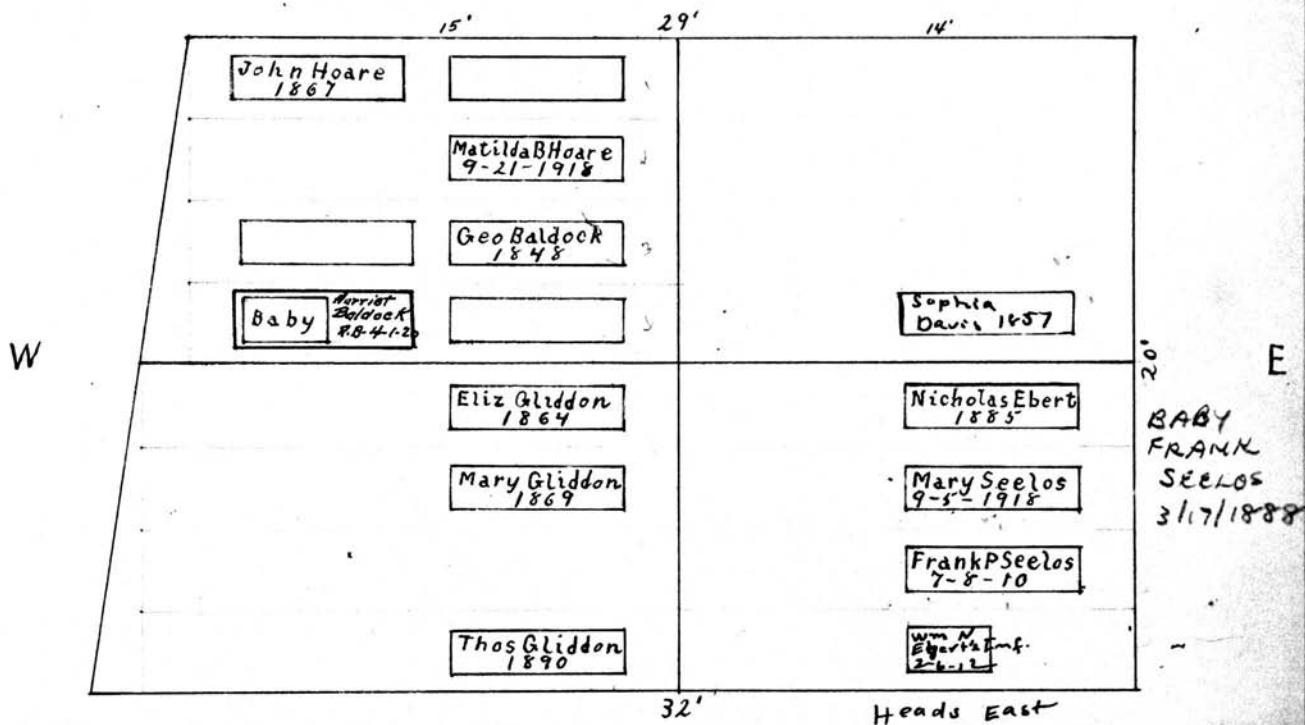 15' 29' 14'
John Hoare
1867
Matilda B Hoare
9-21-1918
Geo Baldock
1848
Baby
Harriet
Baldock
Sophia
Davis 1857
W
E
20'
Eliz Gliddon
1864
Nicholas Ebert
1885
BABY
FRANK
SEELOS
3/17/1888
Mary Gliddon
1869
Mary Seelos
9-5-1918
Frank P Seelos
7-8-10
Thos Gliddon
1890
Wm N
Inf.
2-6-12
32'
Heads East